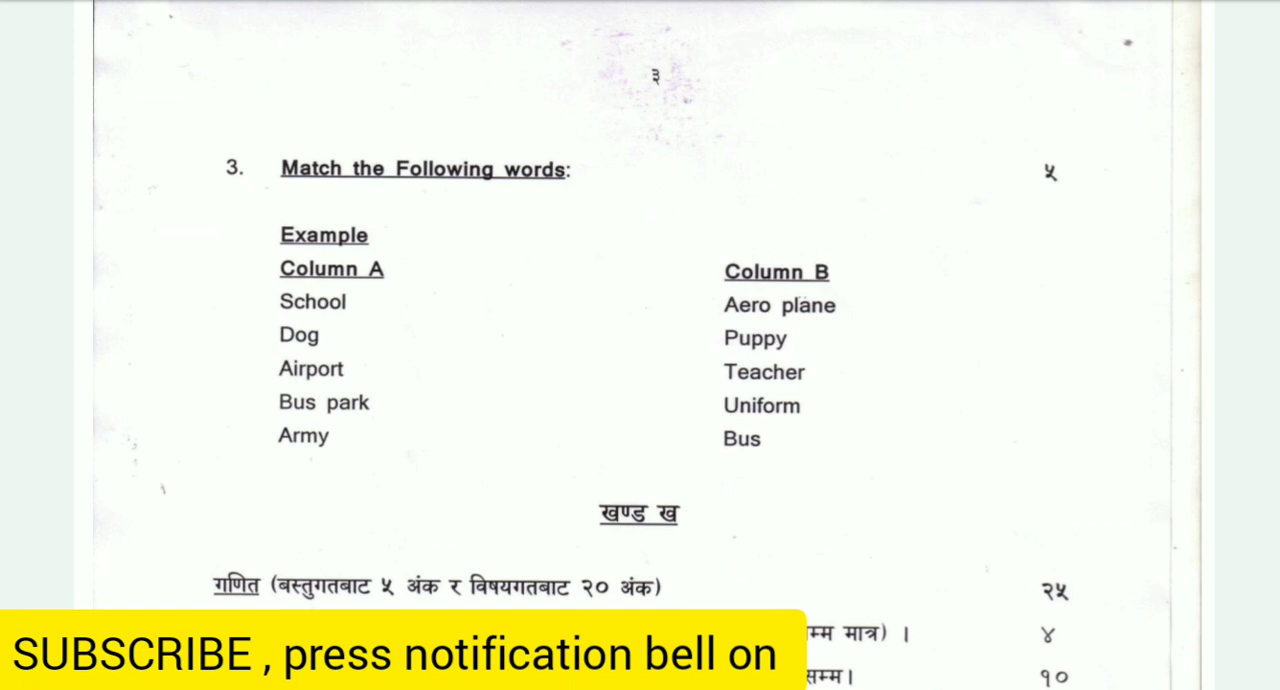 ३
3. Match the Following words: ५
Example
Column A Column B
School Aero plane
Dog Puppy
Airport Teacher
Bus park Uniform
Army Bus
खण्ड ख
गणित (बस्तुगतबाट ५ अंक र विषयगतबाट २० अंक) २५
म्म मात्र) । ४
सम्म। १०
SUBSCRIBE , press notification bell on